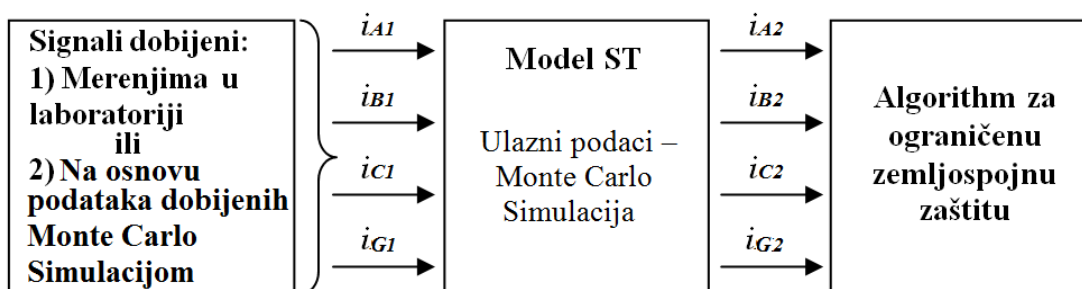 Signali dobijeni:
1) Merenjima u
laboratoriji
ili
2) Na osnovu
podataka dobijenih
Monte Carlo
Simulacijom
iA1
iB1
iC1
iG1
Model ST
Ulazni podaci –
Monte Carlo
Simulacija
iA2
iB2
iC2
iG2
Algorithm za
ograničenu
zemljospojnu
zaštitu